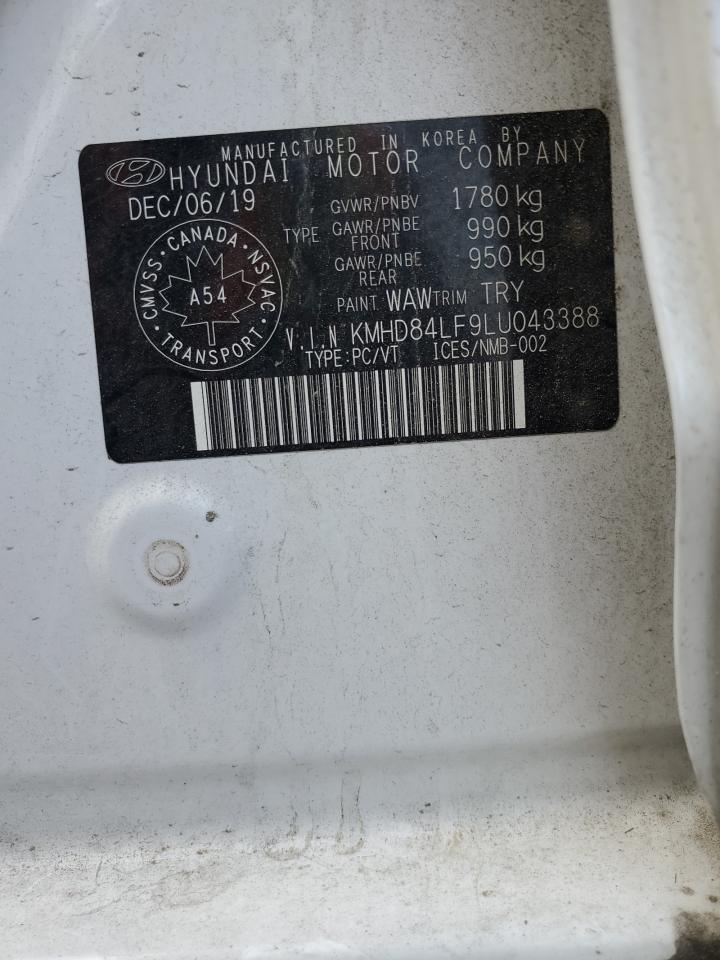 MANUFACTURED IN KOREA BY
HYUNDAI MOTOR COMPANY
DEC/06/19
GVWR/PNBV 1780 kg
TYPE GAWR/PNBE FRONT 990 kg
GAWR/PNBE REAR 950 kg
PAINT WAW TRIM TRY
CMVSS · CANADA · NSVAC · TRANSPORT ·
A54
V.I.N KMHD84LF9LU043388
TYPE:PC/VT ICES/NMB-002